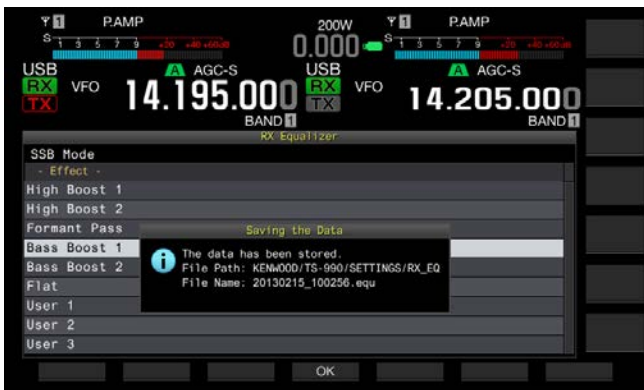 1 P.AMP 200W 1 P.AMP
S 1 3 5 7 9 +20 +40 +60dB 0.000 S 1 3 5 7 9 +20 +40 +60dB
USB A AGC-S USB A AGC-S
RX VFO 14.195.000 RX VFO 14.205.000
TX TX
BAND 1 BAND 1
RX Equalizer
SSB Mode
- Effect -
High Boost 1
High Boost 2
Formant Pass
Bass Boost 1
Bass Boost 2
Flat
User 1
User 2
User 3
Saving the Data
The data has been stored.
File Path: KENWOOD/TS-990/SETTINGS/RX_EQ
File Name: 20130215_100256.equ
OK